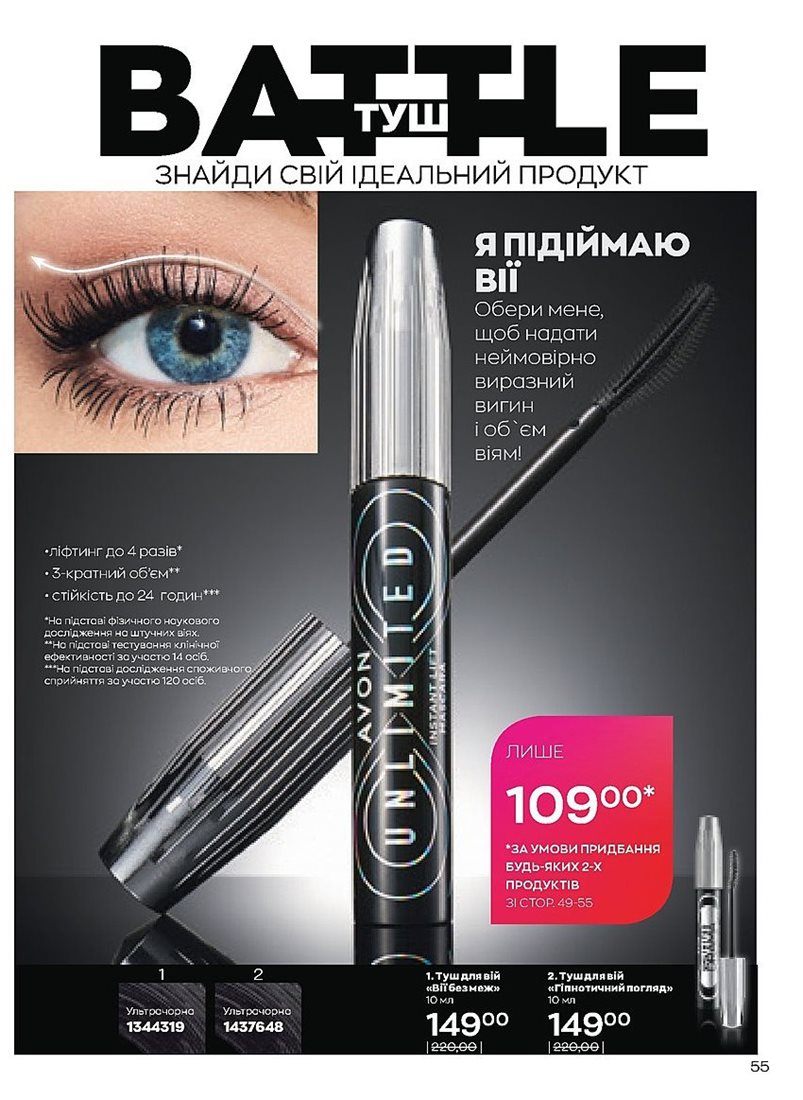 BATTLE
ТУШ
ЗНАЙДИ СВІЙ ІДЕАЛЬНИЙ ПРОДУКТ
Я ПІДІЙМАЮ
ВІЇ
Обери мене,
щоб надати
неймовірно
виразний
вигин
і об`єм
віям!
•ліфтинг до 4 разів*
• 3-кратний об'єм**
• стійкість до 24 годин***
*На підставі фізичного наукового
дослідження на штучних віях.
**На підставі тестування клінічної
ефективності за участю 14 осіб.
***На підставі дослідження споживчого
сприйняття за участю 120 осіб.
AVON
UNLIMITED
INSTANT LIFT
MASCARA
ЛИШЕ
10900*
*ЗА УМОВИ ПРИДБАННЯ
БУДЬ-ЯКИХ 2-Х
ПРОДУКТІВ
ЗІ СТОР. 49-55
1
Ультрачорна
1344319
2
Ультрачорна
1437648
1. Туш для вій
«Вії без меж»
10 мл
14900
220,00
2. Туш для вій
«Гіпнотичний погляд»
10 мл
14900
220,00
55